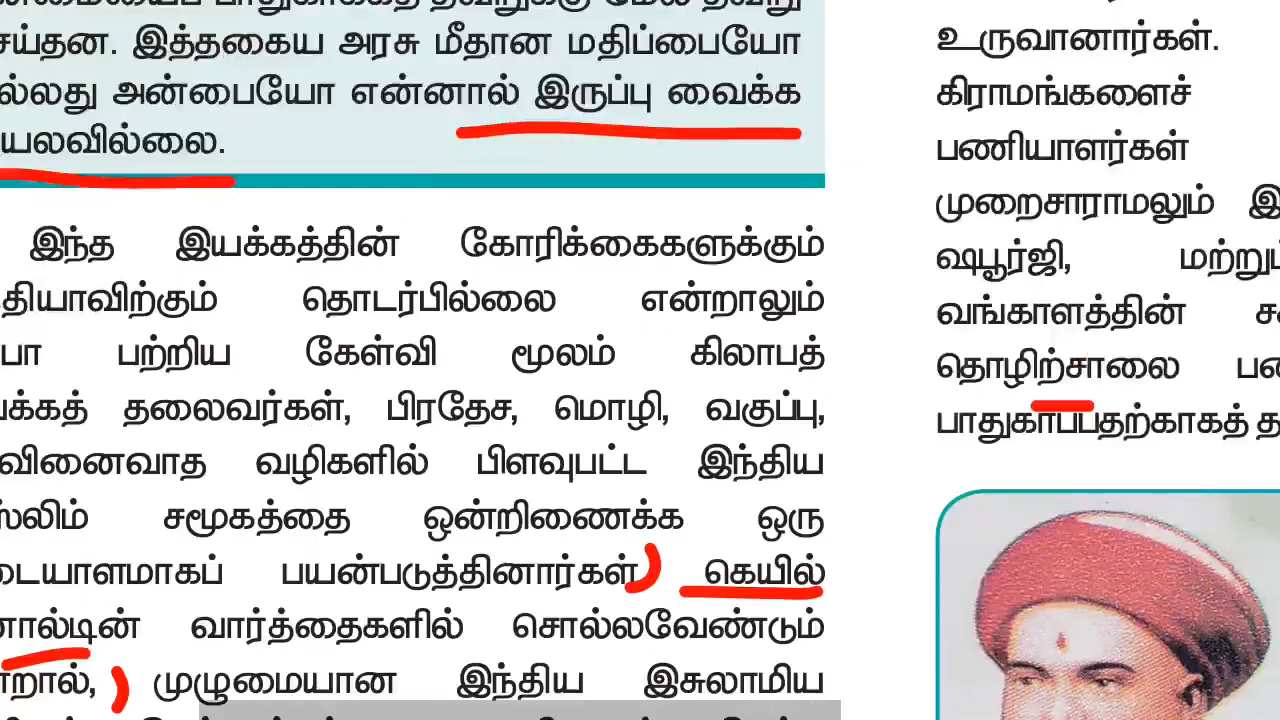 செய்தன. இத்தகைய அரசு மீதான மதிப்பையோ
அன்பையோ என்னால் இருப்பு வைக்க
யலவில்லை.
இந்த இயக்கத்தின் கோரிக்கைகளுக்கும்
தியாவிற்கும் தொடர்பில்லை என்றாலும்
பா பற்றிய கேள்வி மூலம் கிலாபத்
க்கத் தலைவர்கள், பிரதேச, மொழி, வகுப்பு,
வினைவாத வழிகளில் பிளவுபட்ட இந்திய
ஸ்லிம் சமூகத்தை ஒன்றிணைக்க ஒரு
டையாளமாகப் பயன்படுத்தினார்கள் கெயில்
னால்டின் வார்த்தைகளில் சொல்லவேண்டும்
ன்றால், முழுமையான இந்திய இசுலாமிய
உருவானார்கள்.
கிராமங்களைச்
பணியாளர்கள்
முறைசாராமலும்
ஷபூர்ஜி, மற்றும்
வங்காளத்தின்
தொழிற்சாலை
பாதுகாப்பதற்காகத்